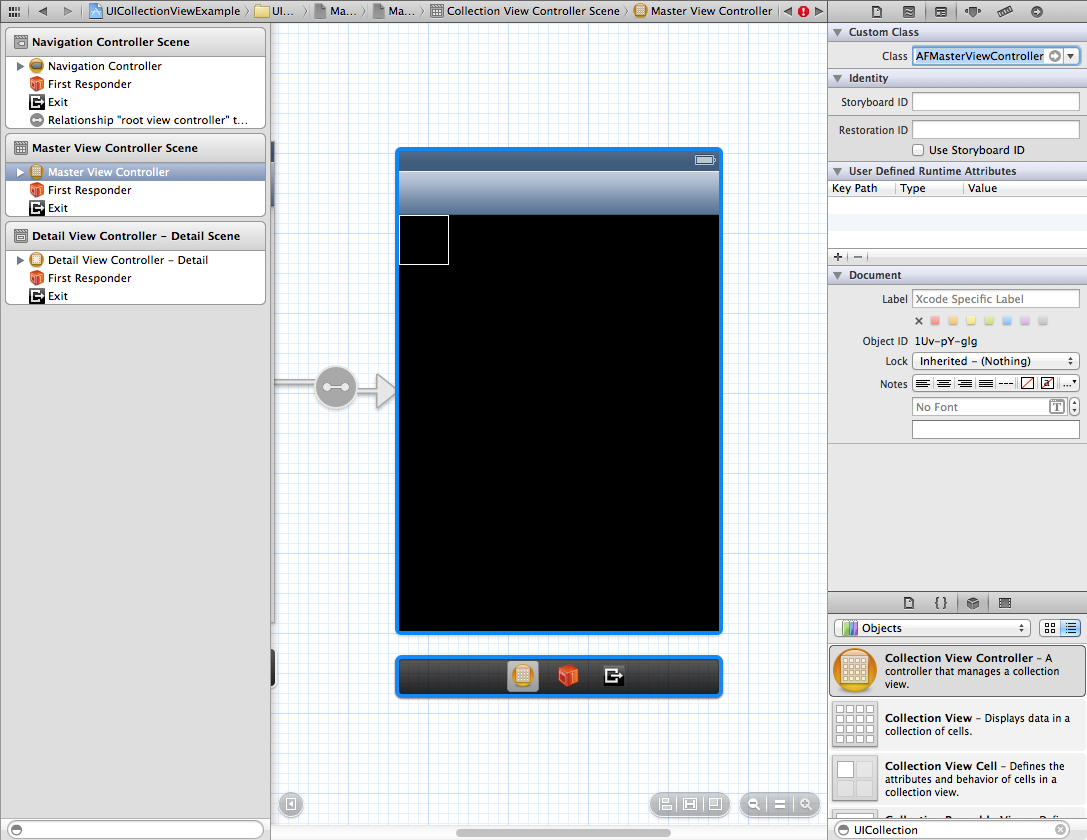 UICollectionViewExample
UI...
Ma...
Ma...
Collection View Controller Scene
Master View Controller
Navigation Controller Scene
Navigation Controller
First Responder
Exit
Relationship "root view controller" t...
Master View Controller Scene
Master View Controller
First Responder
Exit
Detail View Controller – Detail Scene
Detail View Controller – Detail
First Responder
Exit
Custom Class
Class AFMasterViewController
Identity
Storyboard ID
Restoration ID
Use Storyboard ID
User Defined Runtime Attributes
Key Path Type Value
Document
Label Xcode Specific Label
Object ID 1Uv-pY-glg
Lock Inherited – (Nothing)
Notes
No Font
Objects
Collection View Controller – A
controller that manages a collection
view.
Collection View – Displays data in a
collection of cells.
Collection View Cell – Defines the
attributes and behavior of cells in a
collection view.
UICollection